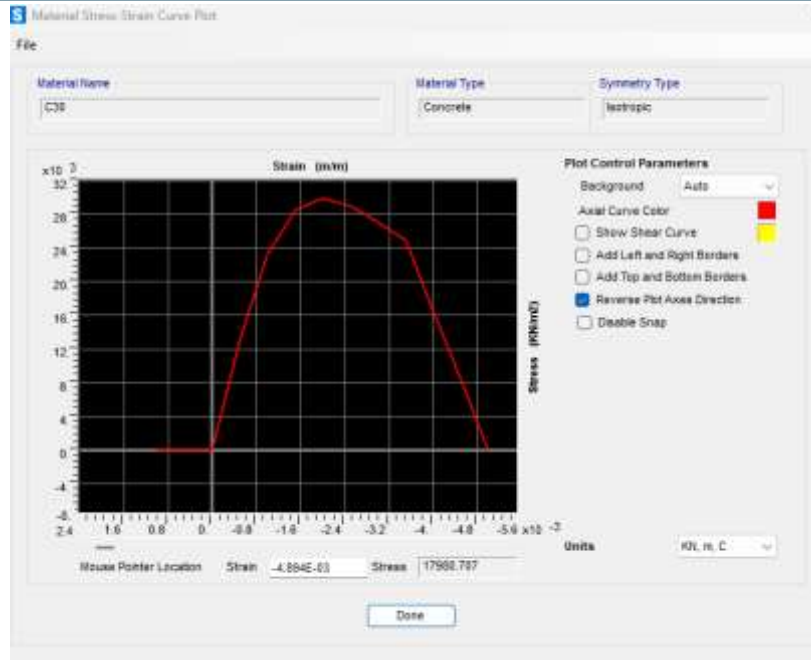 S Material Stress Strain Curve Plot
File
Material Name
C30
Material Type
Concrete
Symmetry Type
Isotropic
x10 3
Strain (m/m)
32.
28.
24.
20.
16.
12.
8.
4.
0.
-4.
-8.
2.4 1.6 0.8 0. -0.8 -1.6 -2.4 -3.2 -4. -4.8 -5.6 x10 -3
Stress (KN/m2)
Plot Control Parameters
Background Auto
Axial Curve Color
Show Shear Curve
Add Left and Right Borders
Add Top and Bottom Borders
Reverse Plot Axes Direction
Disable Snap
Mouse Pointer Location Strain -4.894E-03 Stress 17980.707
Units KN, m, C
Done